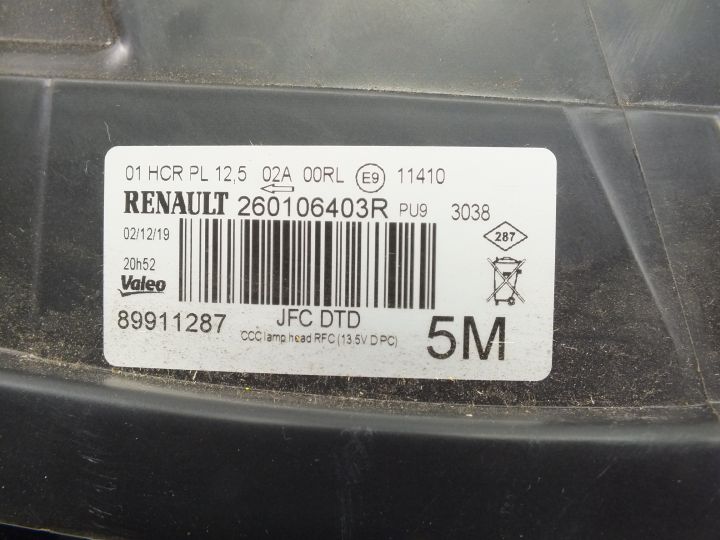 01 HCR PL 12,5 02A 00RL E9 11410
RENAULT 260106403R PU9 3038
02/12/19
287
20h52
Valeo
89911287 JFC DTD
CCC lamp head RFC (13.5V D PC)
5M